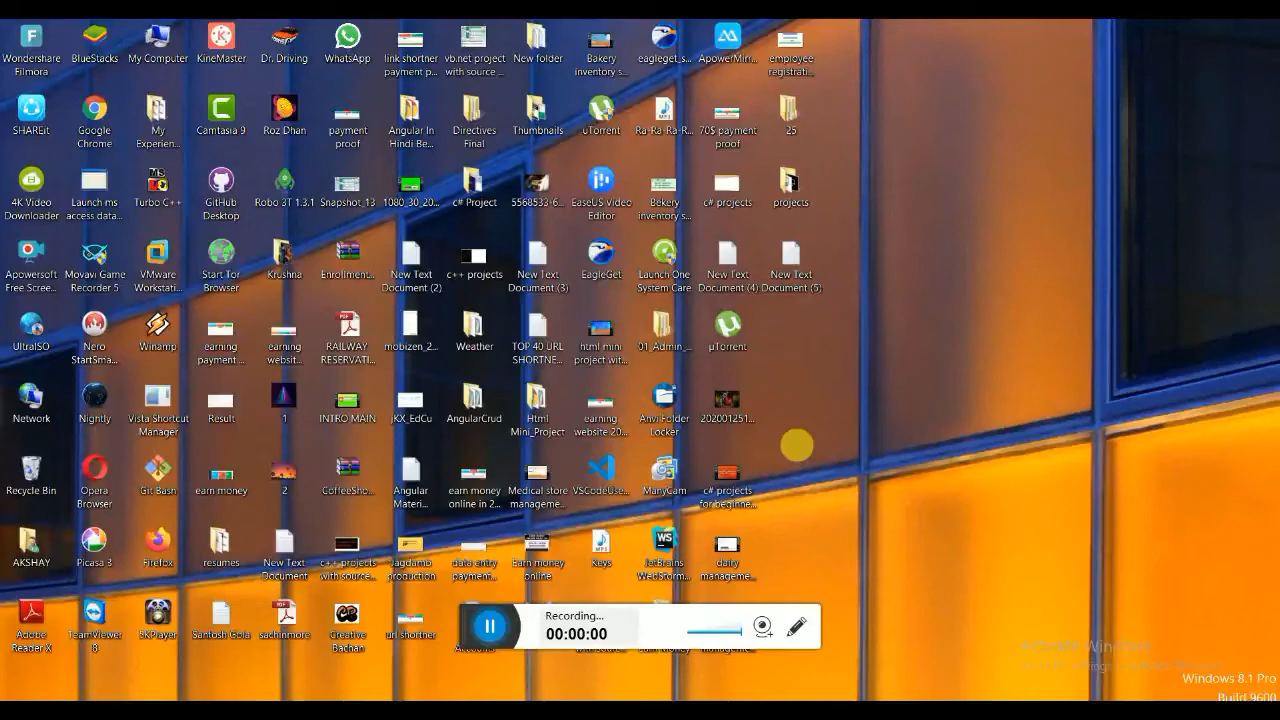 Wondershare
Filmora
BlueStacks
My Computer
KineMaster
Dr. Driving
WhatsApp
link shortner
payment p...
vb.net project
with source ...
New folder
Bakery
inventory s...
eagleget_s...
ApowerMirr...
employee
registrati...
SHAREit
Google
Chrome
My
Experien...
Camtasia 9
Roz Dhan
payment
proof
Angular In
Hindi Be...
Directives
Final
Thumbnails
uTorrent
Ra-Ra-Ra-R...
70$ payment
proof
25
4K Video
Downloader
Launch ms
access data...
Turbo C++
GitHub
Desktop
Robo 3T 1.3.1
Snapshot_13
1080_30_20...
c# Project
5568533-6...
EaseUS Video
Editor
Bekery
inventory s...
c# projects
projects
Apowersoft
Free Scree...
Movavi Game
Recorder 5
VMware
Workstati...
Start Tor
Browser
Krushna
Enrollment...
New Text
Document (2)
c++ projects
New Text
Document (3)
EagleGet
Launch One
System Care
New Text
Document (4)
New Text
Document (5)
UltraISO
Nero
StartSma...
Winamp
earning
payment ...
earning
websit...
RAILWAY
RESERVATI...
mobizen_2...
Weather
TOP 40 URL
SHORTNE...
html mini
project wit...
01_Admin_...
µTorrent
Network
Nightly
Vista Shortcut
Manager
Result
1
INTRO MAIN
jKX_EdCu
AngularCrud
Html
Mini_Project
earning
website 20...
Anvi Folder
Locker
202001251...
Recycle Bin
Opera
Browser
Git Bash
earn money
2
CoffeeSho...
Angular
Materi...
earn money
online in 2...
Medical store
manageme...
VSCodeUse...
ManyCam
c# projects
for beginne...
AKSHAY
Picasa 3
Firefox
resumes
New Text
Document
c++ projects
with source...
Jagdamb
production
data entry
payment...
Earn money
online
Keys
JetBrains
WebStorm...
dairy
manageme...
Adobe
Reader X
TeamViewer
8
BKPlayer
Santosh Gola
sachinmore
Creative
Bachan
url shortner
Recording...
00:00:00
Activate Windows
Windows 8.1 Pro
Build 9600